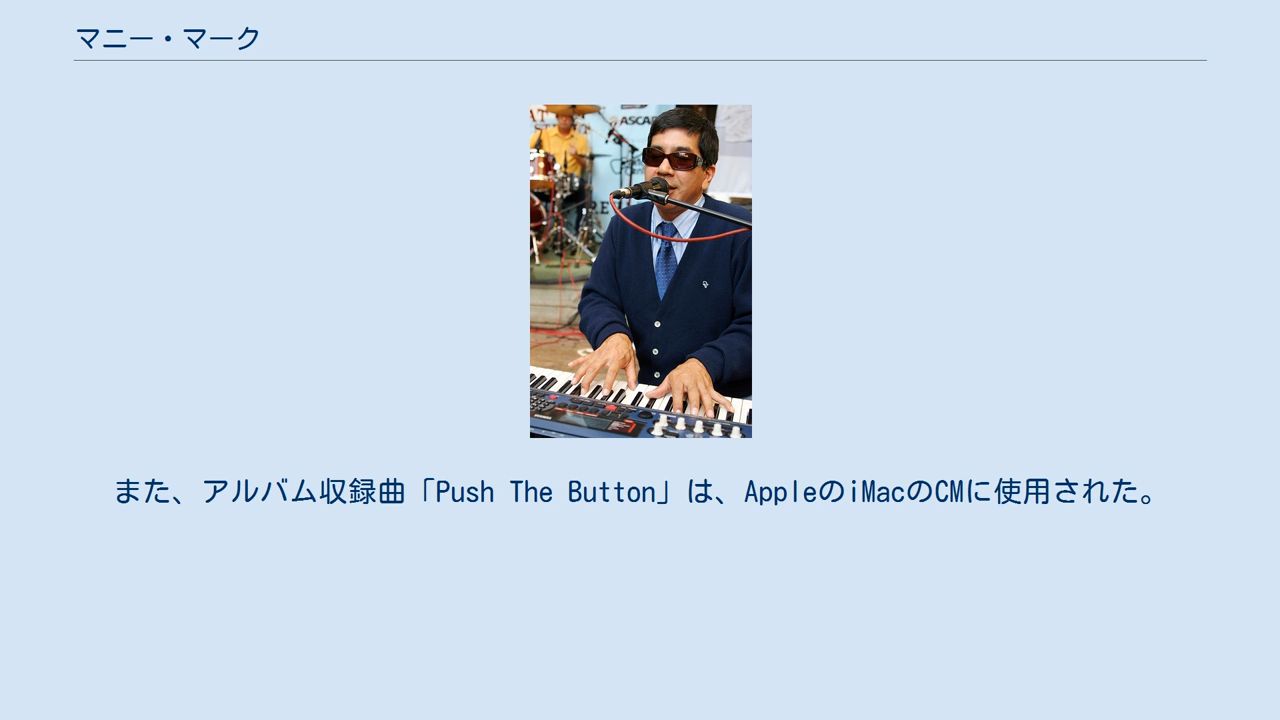 マニー・マーク
ASCAP
また、アルバム収録曲「Push The Button」は、AppleのiMacのCMに使用された。